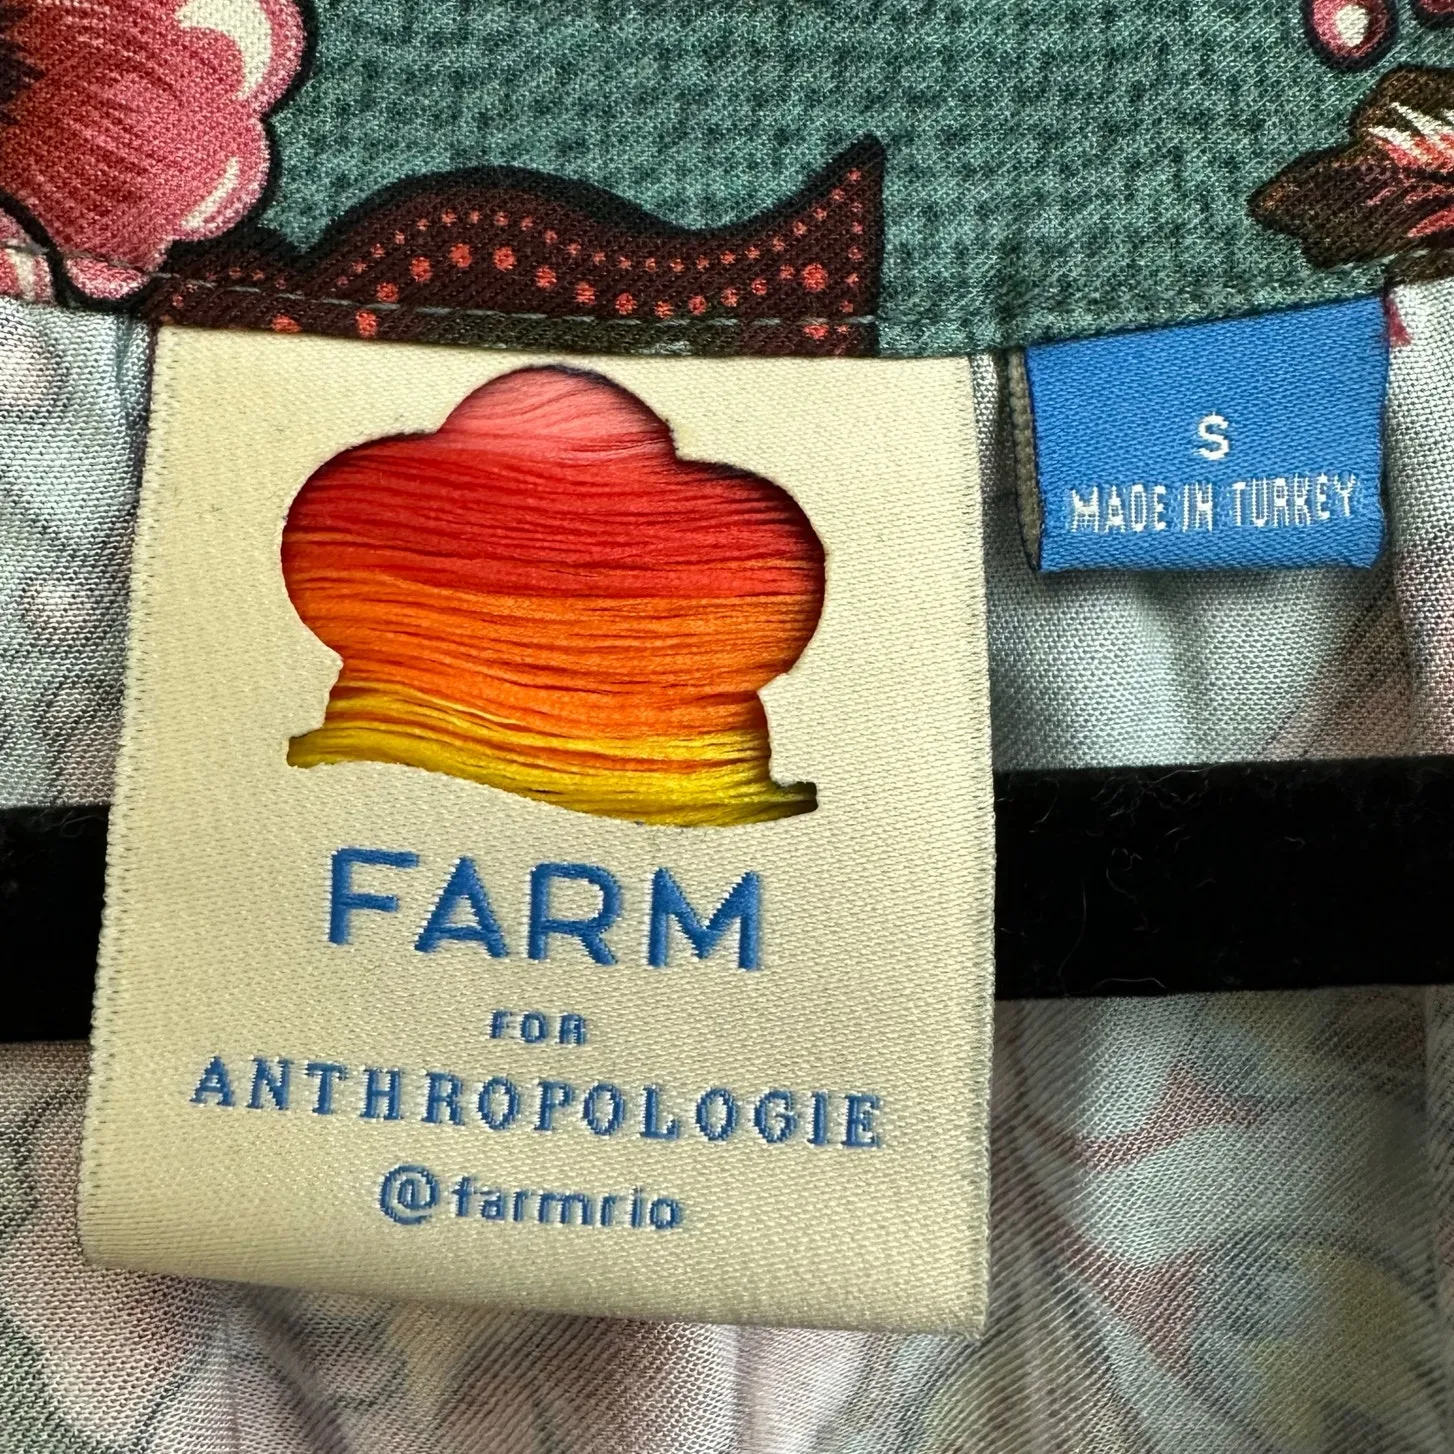 FARM
FOR
ANTHROPOLOGIE
@farmrio
S
MADE IN TURKEY